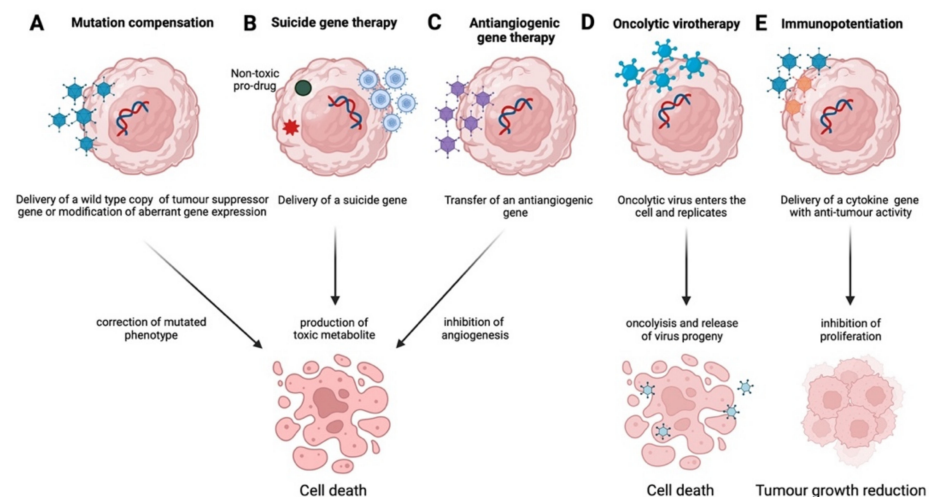 A Mutation compensation
B Suicide gene therapy
C Antiangiogenic
gene therapy
D Oncolytic virotherapy
E Immunopotentiation
Non-toxic
pro-drug
Delivery of a wild type copy of tumour suppressor
gene or modification of aberrant gene expression
Delivery of a suicide gene
Transfer of an antiangiogenic
gene
Oncolytic virus enters the
cell and replicates
Delivery of a cytokine gene
with anti-tumour activity
correction of mutated
phenotype
production of
toxic metabolite
inhibition of
angiogenesis
oncolyisis and release
of virus progeny
inhibition of
proliferation
Cell death
Cell death
Tumour growth reduction